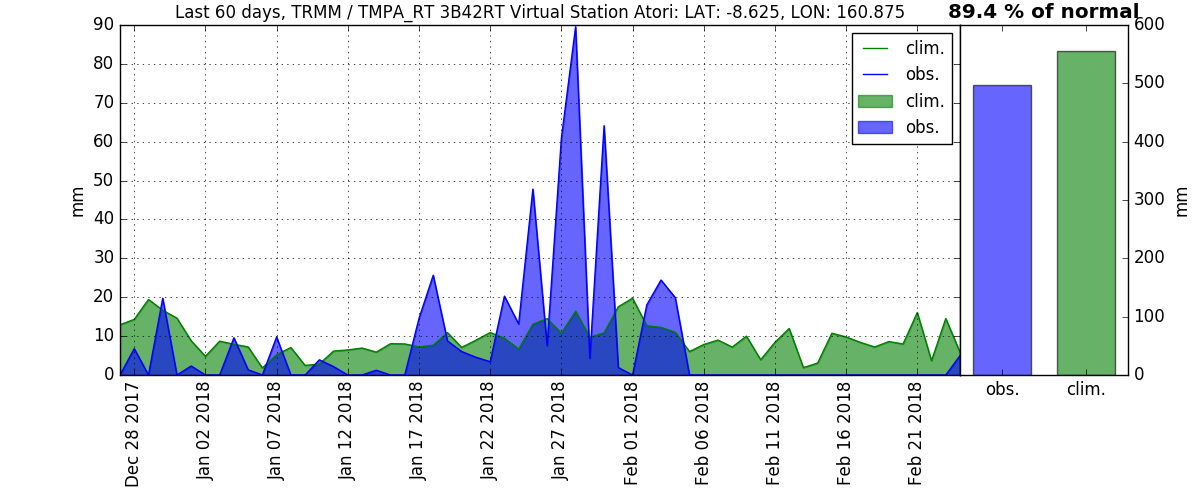 Last 60 days, TRMM / TMPA_RT 3B42RT Virtual Station Atori: LAT: -8.625, LON: 160.875
89.4 % of normal
90
80
70
60
50
40
30
20
10
0
mm
clim.
obs.
clim.
obs.
600
500
400
300
200
100
0
mm
Dec 28 2017
Jan 02 2018
Jan 07 2018
Jan 12 2018
Jan 17 2018
Jan 22 2018
Jan 27 2018
Feb 01 2018
Feb 06 2018
Feb 11 2018
Feb 16 2018
Feb 21 2018
obs.
clim.